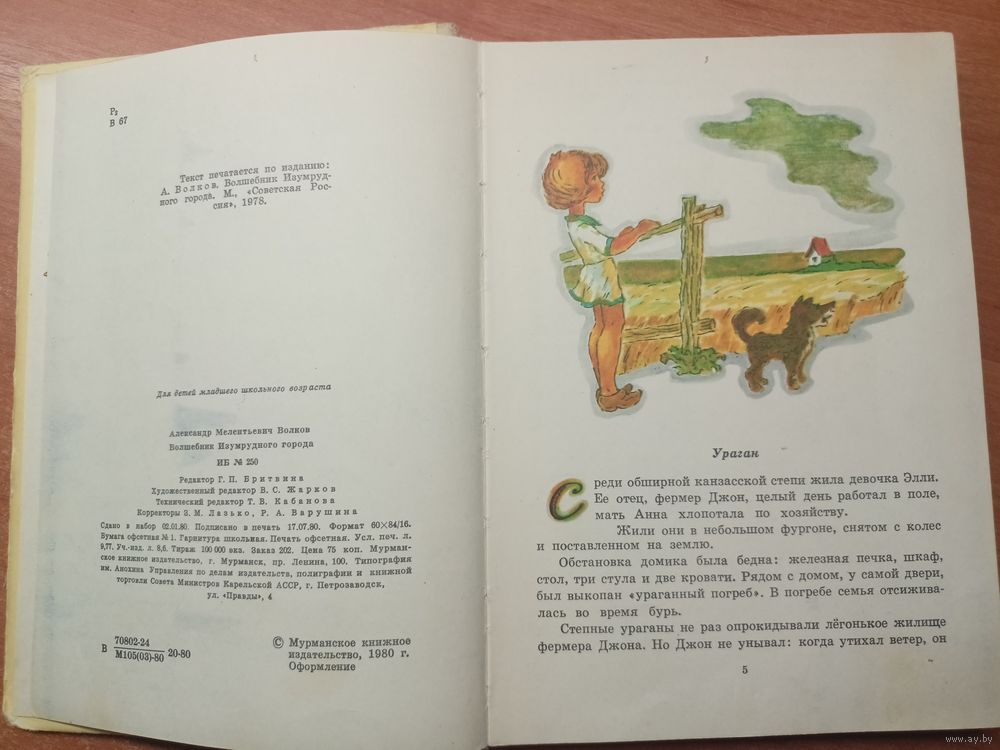 Р₂
В 67
Текст печатается по изданию:
А. Волков. Волшебник Изумруд-
ного города. М., «Советская Рос-
сия», 1978.
Для детей младшего школьного возраста
Александр Мелентьевич Волков
Волшебник Изумрудного города
ИБ № 250
Редактор Г. П. Бритвина
Художественный редактор В. С. Жарков
Технический редактор Т. В. Кабанова
Корректоры З. М. Лазько, Р. А. Варушина
Сдано в набор 02.01.80. Подписано в печать 17.07.80. Формат 60×84/16.
Бумага офсетная № 1. Гарнитура школьная. Печать офсетная. Усл. печ. л.
9,77. Уч.-изд. л. 8,6. Тираж 100 000 экз. Заказ 202. Цена 75 коп. Мурман-
ское книжное издательство, г. Мурманск, пр. Ленина, 100. Типография
им. Анохина Управления по делам издательств, полиграфии и книжной
торговли Совета Министров Карельской АССР, г. Петрозаводск,
ул. «Правды», 4
В 70802-24
М105(03)-80 20-80
© Мурманское книжное
издательство, 1980 г.
Оформление
Ураган
Среди обширной канзасской степи жила девочка Элли.
Ее отец, фермер Джон, целый день работал в поле,
мать Анна хлопотала по хозяйству.
Жили они в небольшом фургоне, снятом с колес
и поставленном на землю.
Обстановка домика была бедна: железная печка, шкаф,
стол, три стула и две кровати. Рядом с домом, у самой двери,
был выкопан «ураганный погреб». В погребе семья отсижива-
лась во время бурь.
Степные ураганы не раз опрокидывали лёгонькое жилище
фермера Джона. Но Джон не унывал: когда утихал ветер, он
5
www.ay.by